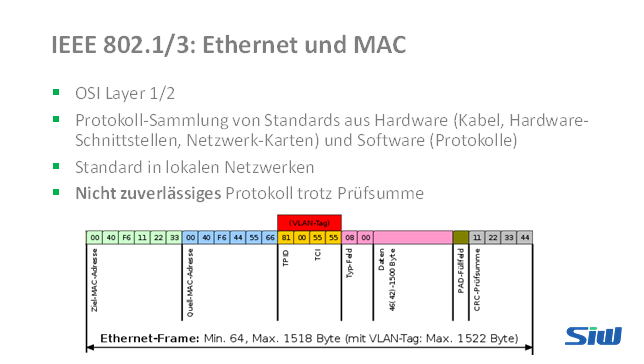 IEEE 802.1/3: Ethernet und MAC
OSI Layer 1/2
Protokoll-Sammlung von Standards aus Hardware (Kabel, Hardware-
Schnittstellen, Netzwerk-Karten) und Software (Protokolle)
Standard in lokalen Netzwerken
Nicht zuverlässiges Protokoll trotz Prüfsumme
(VLAN-Tag)
00 40 F6 11 22 33 00 40 F6 44 55 66 81 00 55 55 08 00 11 22 33 44
Ziel-MAC-Adresse
Quell-MAC-Adresse
TPID
TCI
Typ-Feld
Daten
46(42)-1500 Byte
PAD-Füllfeld
CRC-Prüfsumme
Ethernet-Frame: Min. 64, Max. 1518 Byte (mit VLAN-Tag: Max. 1522 Byte)
SiW